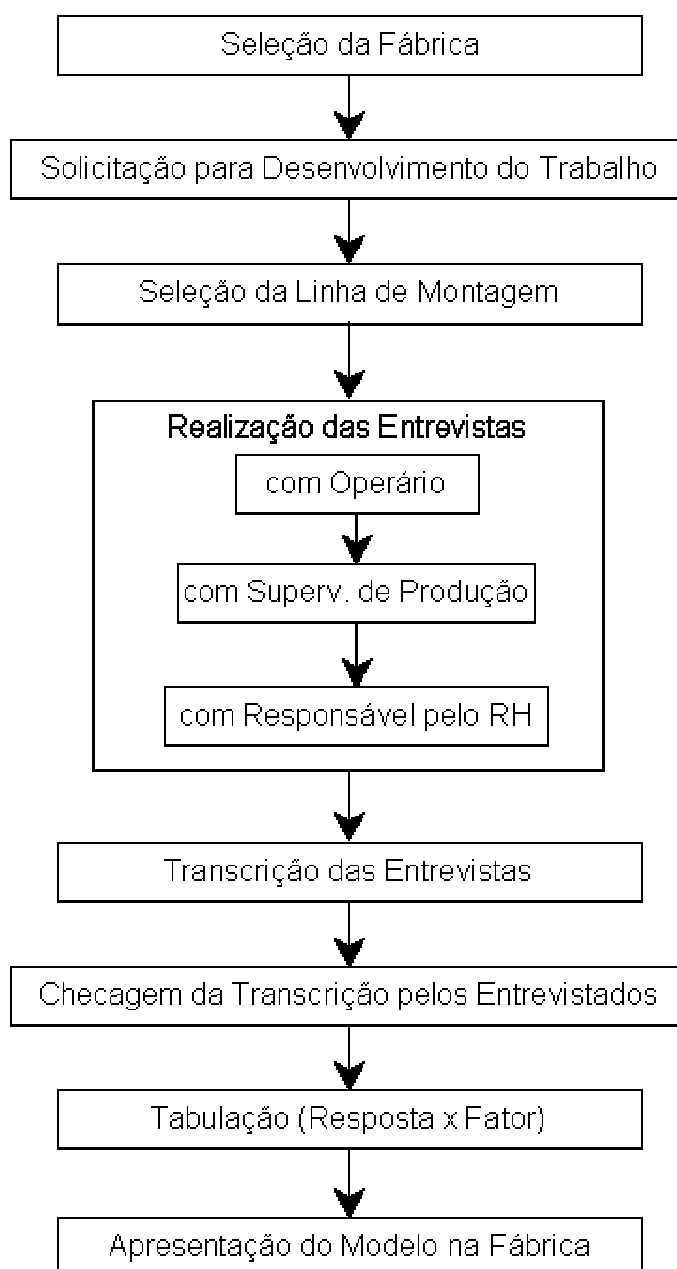 Seleção da Fábrica
Solicitação para Desenvolvimento do Trabalho
Seleção da Linha de Montagem
Realização das Entrevistas
com Operário
com Superv. de Produção
com Responsável pelo RH
Transcrição das Entrevistas
Checagem da Transcrição pelos Entrevistados
Tabulação (Resposta x Fator)
Apresentação do Modelo na Fábrica